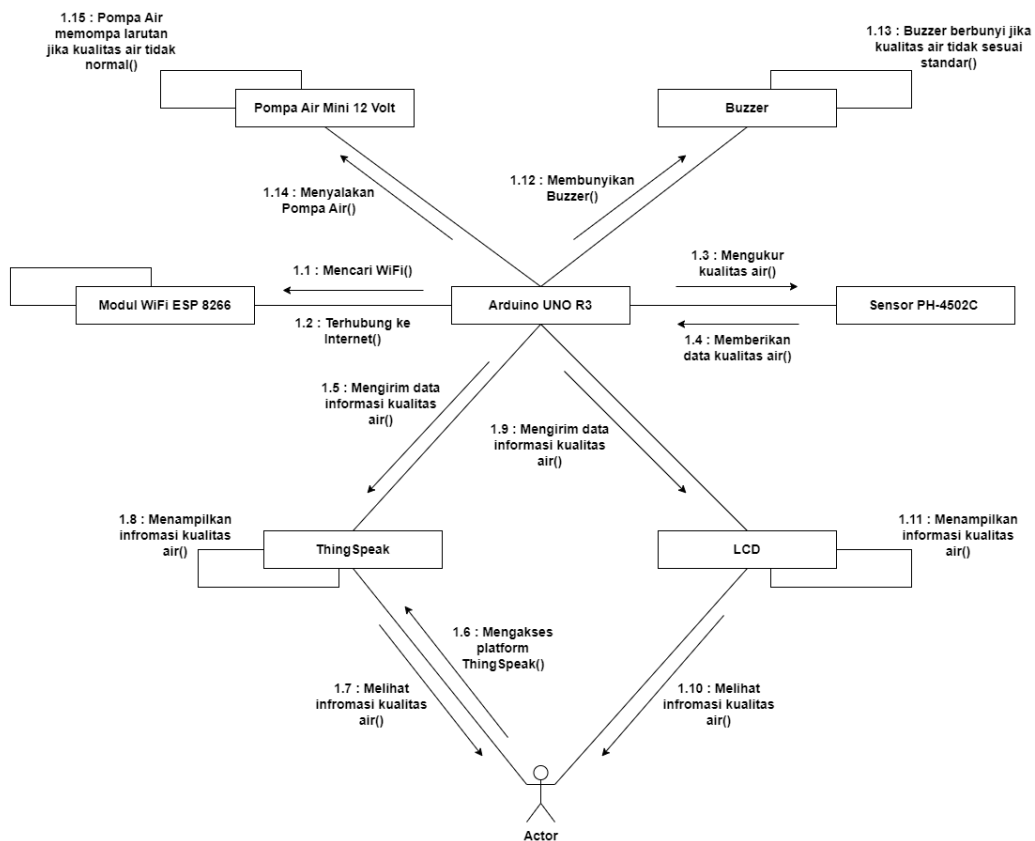 1.15 : Pompa Air
memompa larutan
jika kualitas air tidak
normal()
1.13 : Buzzer berbunyi jika
kualitas air tidak sesuai
standar()
Pompa Air Mini 12 Volt
Buzzer
1.14 : Menyalakan
Pompa Air()
1.12 : Membunyikan
Buzzer()
1.1 : Mencari WiFi()
1.3 : Mengukur
kualitas air()
Modul WiFi ESP 8266
Arduino UNO R3
Sensor PH-4502C
1.2 : Terhubung ke
Internet()
1.4 : Memberikan
data kualitas air()
1.5 : Mengirim data
informasi kualitas
air()
1.9 : Mengirim data
informasi kualitas
air()
1.8 : Menampilkan
infromasi kualitas
air()
ThingSpeak
LCD
1.11 : Menampilkan
informasi kualitas
air()
1.6 : Mengakses
platform
ThingSpeak()
1.7 : Melihat
infromasi kualitas
air()
1.10 : Melihat
infromasi kualitas
air()
Actor